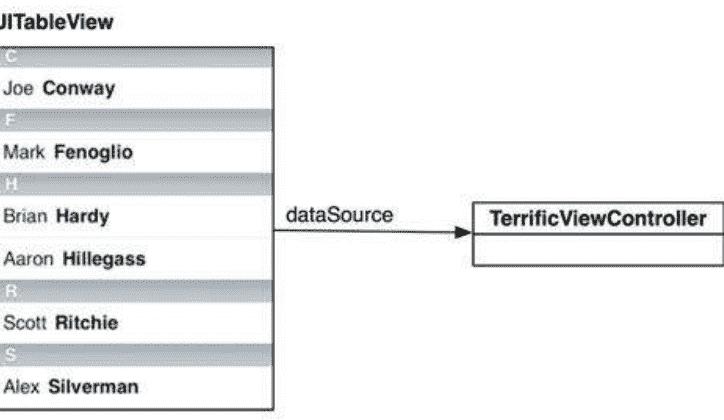 UITableView
C
Joe Conway
F
Mark Fenoglio
H
Brian Hardy
Aaron Hillegass
R
Scott Ritchie
S
Alex Silverman
dataSource
TerrificViewController